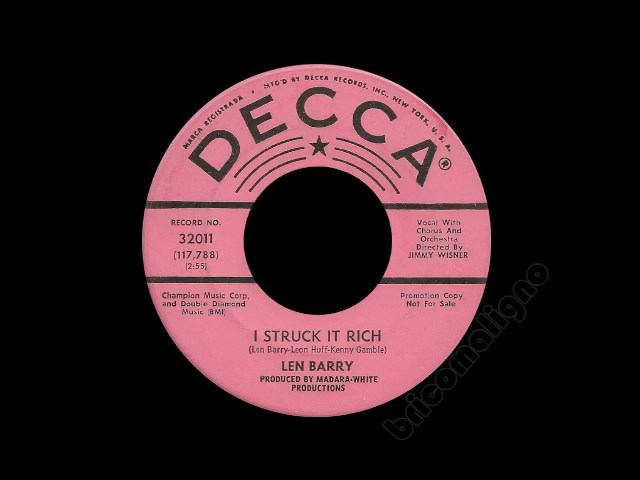 MARCA REGISTRADA • MFG'D BY DECCA RECORDS, INC., NEW YORK, U. S. A.
DECCA®
RECORD NO.
32011
(117,788)
(2:55)
Vocal With
Chorus And
Orchestra
Directed By
JIMMY WISNER
Champion Music Corp.
and Double Diamond
Music (BMI)
Promotion Copy
Not For Sale
I STRUCK IT RICH
(Len Barry-Leon Huff-Kenny Gamble)
LEN BARRY
PRODUCED BY MADARA-WHITE
PRODUCTIONS
bricomaligno